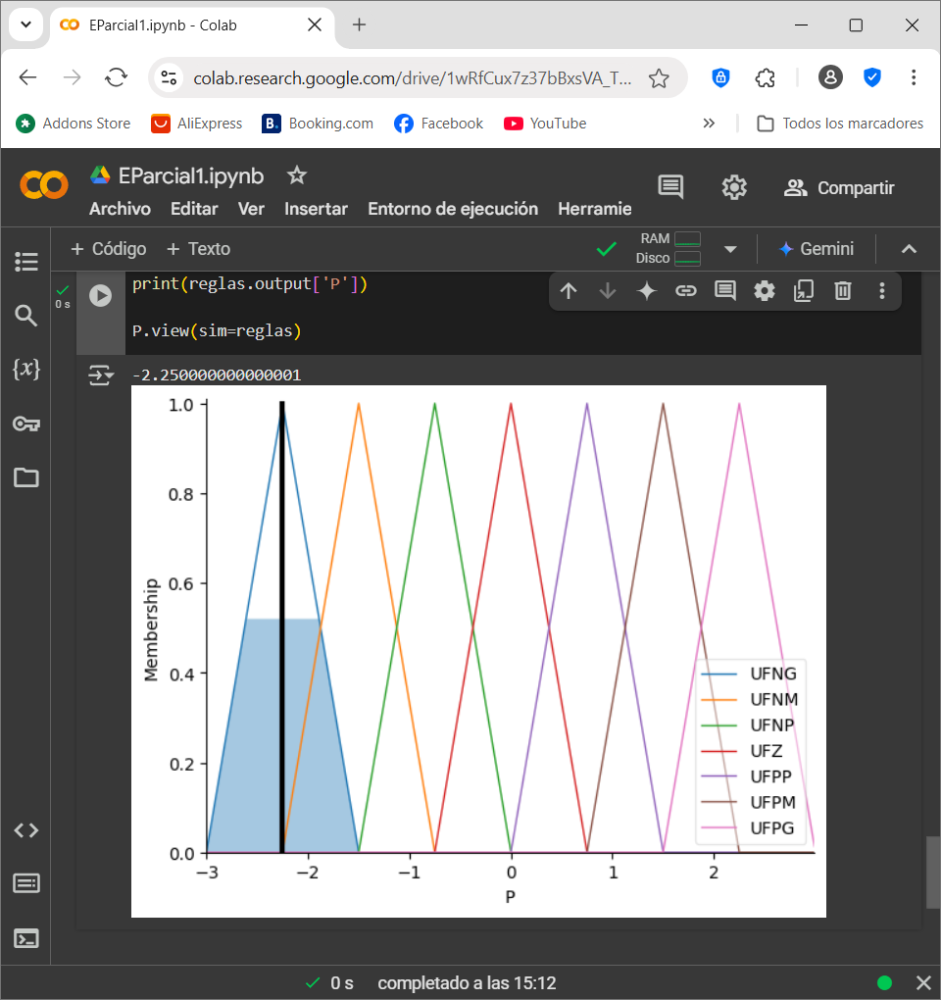 EParcial1.ipynb - Colab
colab.research.google.com/drive/1wRfCux7z37bBxsVA_T...
Addons Store
B.
Booking.com
AliExpress
Facebook
YouTube
Todos los marcadores
CO
EParcial1.ipynb
Compartir
Archivo Editar Ver Insertar Entorno de ejecución Herramie
+ Código + Texto
RAM
Disco
Gemini
0 s
print(reglas.output['P'])
P.view(sim=reglas)
{x}
-2.250000000000001
1.0
0.8
0.6
0.4
0.2
0.0
Membership
−3 −2 −1 0 1 2
P
UFNG
UFNM
UFNP
UFZ
UFPP
UFPM
UFPG
0 s completado a las 15:12